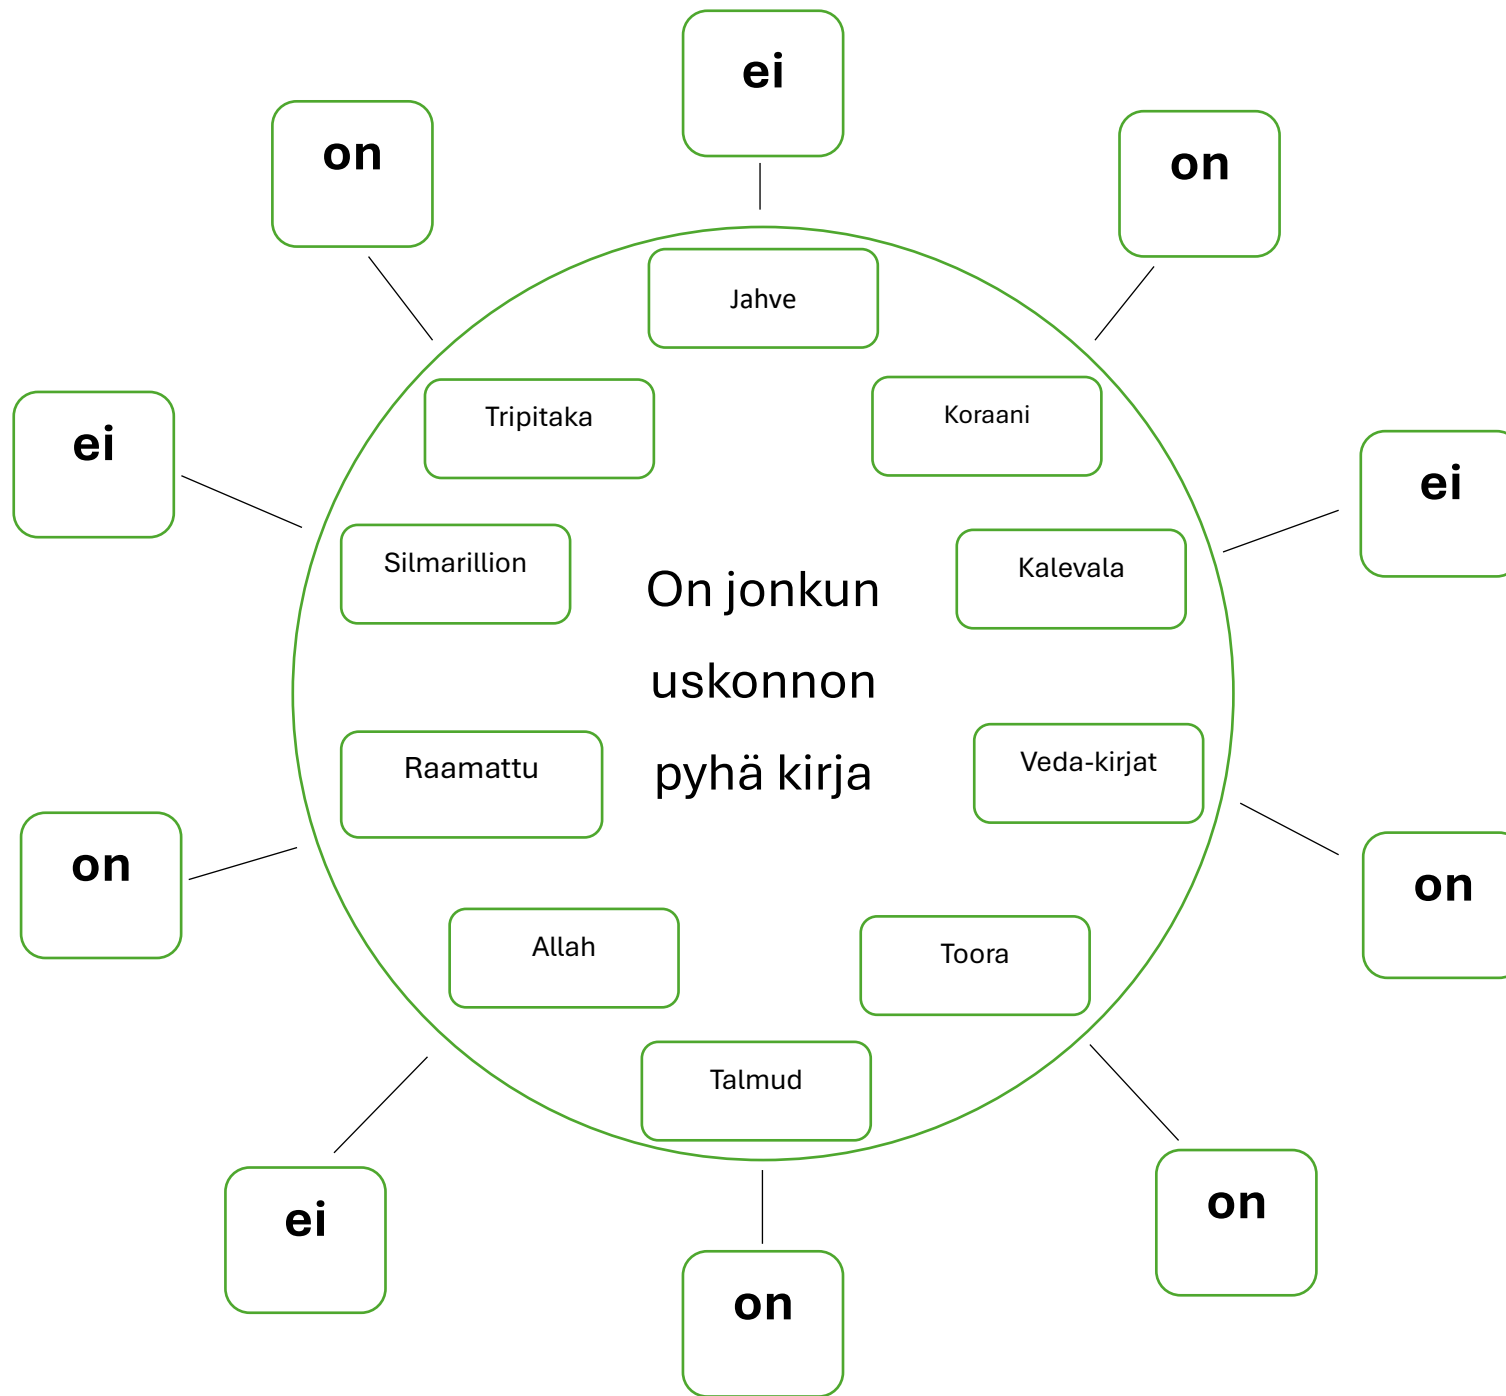 ei
on
on
Jahve
Tripitaka
Koraani
ei
ei
Silmarillion
Kalevala
On jonkun
uskonnon
pyhä kirja
Raamattu
Veda-kirjat
on
on
Allah
Toora
Talmud
ei
on
on